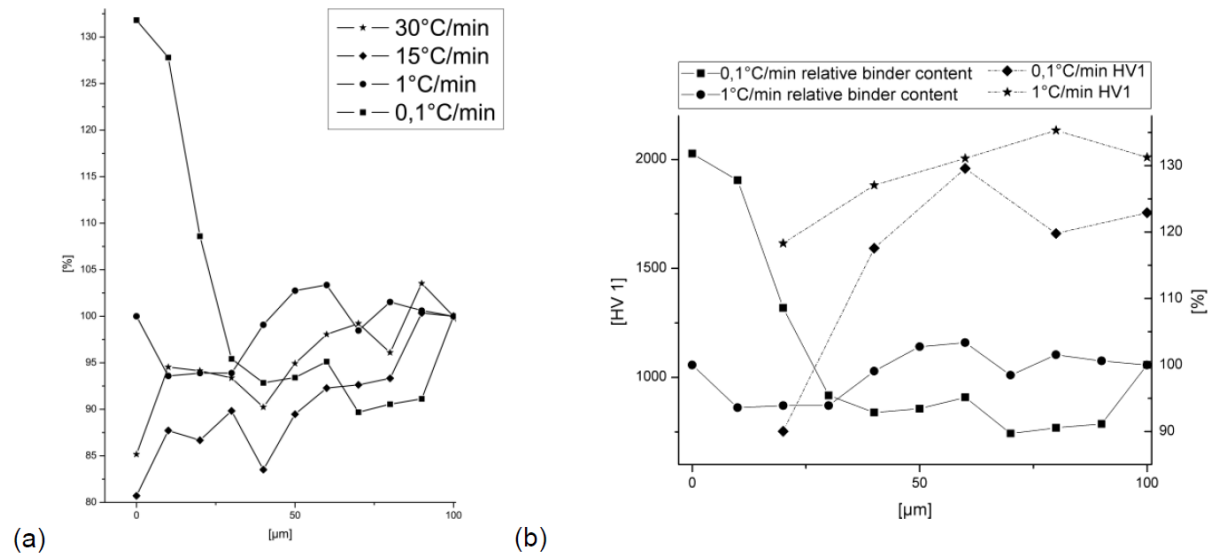 30°C/min
15°C/min
1°C/min
0,1°C/min
130
125
120
115
110
105
100
95
90
85
80
[%]
0
50
100
[µm]
(a)
0,1°C/min relative binder content
0,1°C/min HV1
1°C/min relative binder content
1°C/min HV1
2000
1500
1000
[HV 1]
130
120
110
100
90
[%]
0
50
100
[µm]
(b)